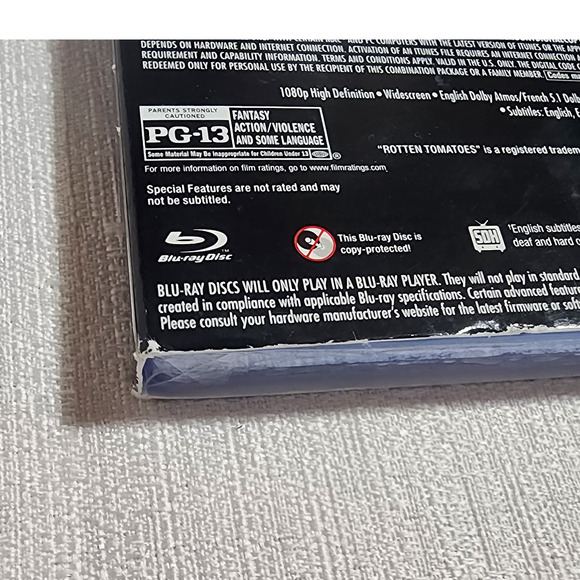 DEPENDS ON HARDWARE AND INTERNET CONNECTION. ACTIVATION OF AN ITUNES FILE REQUIRES AN INTERNET CONNECTION A
REQUIREMENT AND CAPABILITY INFORMATION. TERMS AND CONDITIONS APPLY. VALID IN THE U.S. ONLY. THE DIGITAL CODE C
REDEEMED ONLY FOR PERSONAL USE BY THE RECIPIENT OF THIS COMBINATION PACKAGE OR A FAMILY MEMBER. Codes ma
1080p High Definition • Widescreen • English Dolby Atmos/French 5.1 Dol
• Subtitles: English, E
PARENTS STRONGLY CAUTIONED
PG-13
FANTASY
ACTION/VIOLENCE
AND SOME LANGUAGE
Some Material May Be Inappropriate for Children Under 13
®
For more information on film ratings, go to www.filmratings.com
"ROTTEN TOMATOES" is a registered tradem
Special Features are not rated and may
not be subtitled.
Blu-ray Disc™
This Blu-ray Disc is
copy-protected!
SDH
English subtitles
deaf and hard o
BLU-RAY DISCS WILL ONLY PLAY IN A BLU-RAY PLAYER. They will not play in standard
created in compliance with applicable Blu-ray specifications. Certain advanced featur
Please consult your hardware manufacturer's website for the latest firmware or soft